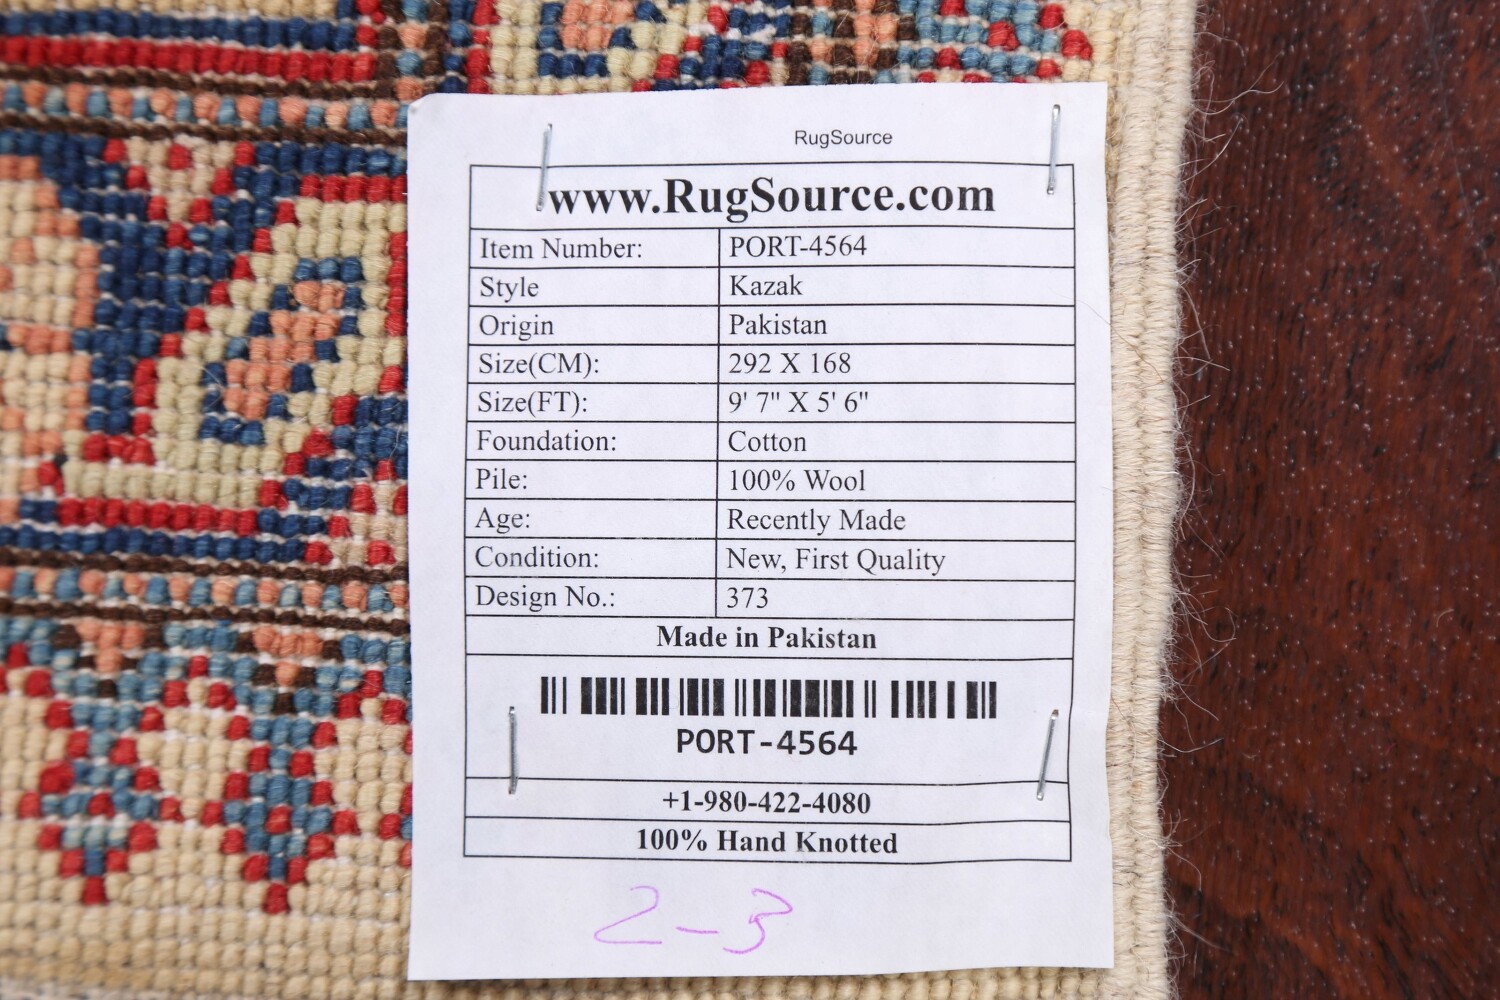 RugSource
www.RugSource.com
Item Number: PORT-4564
Style Kazak
Origin Pakistan
Size(CM): 292 X 168
Size(FT): 9' 7" X 5' 6"
Foundation: Cotton
Pile: 100% Wool
Age: Recently Made
Condition: New, First Quality
Design No.: 373
Made in Pakistan
PORT-4564
+1-980-422-4080
100% Hand Knotted
2-3